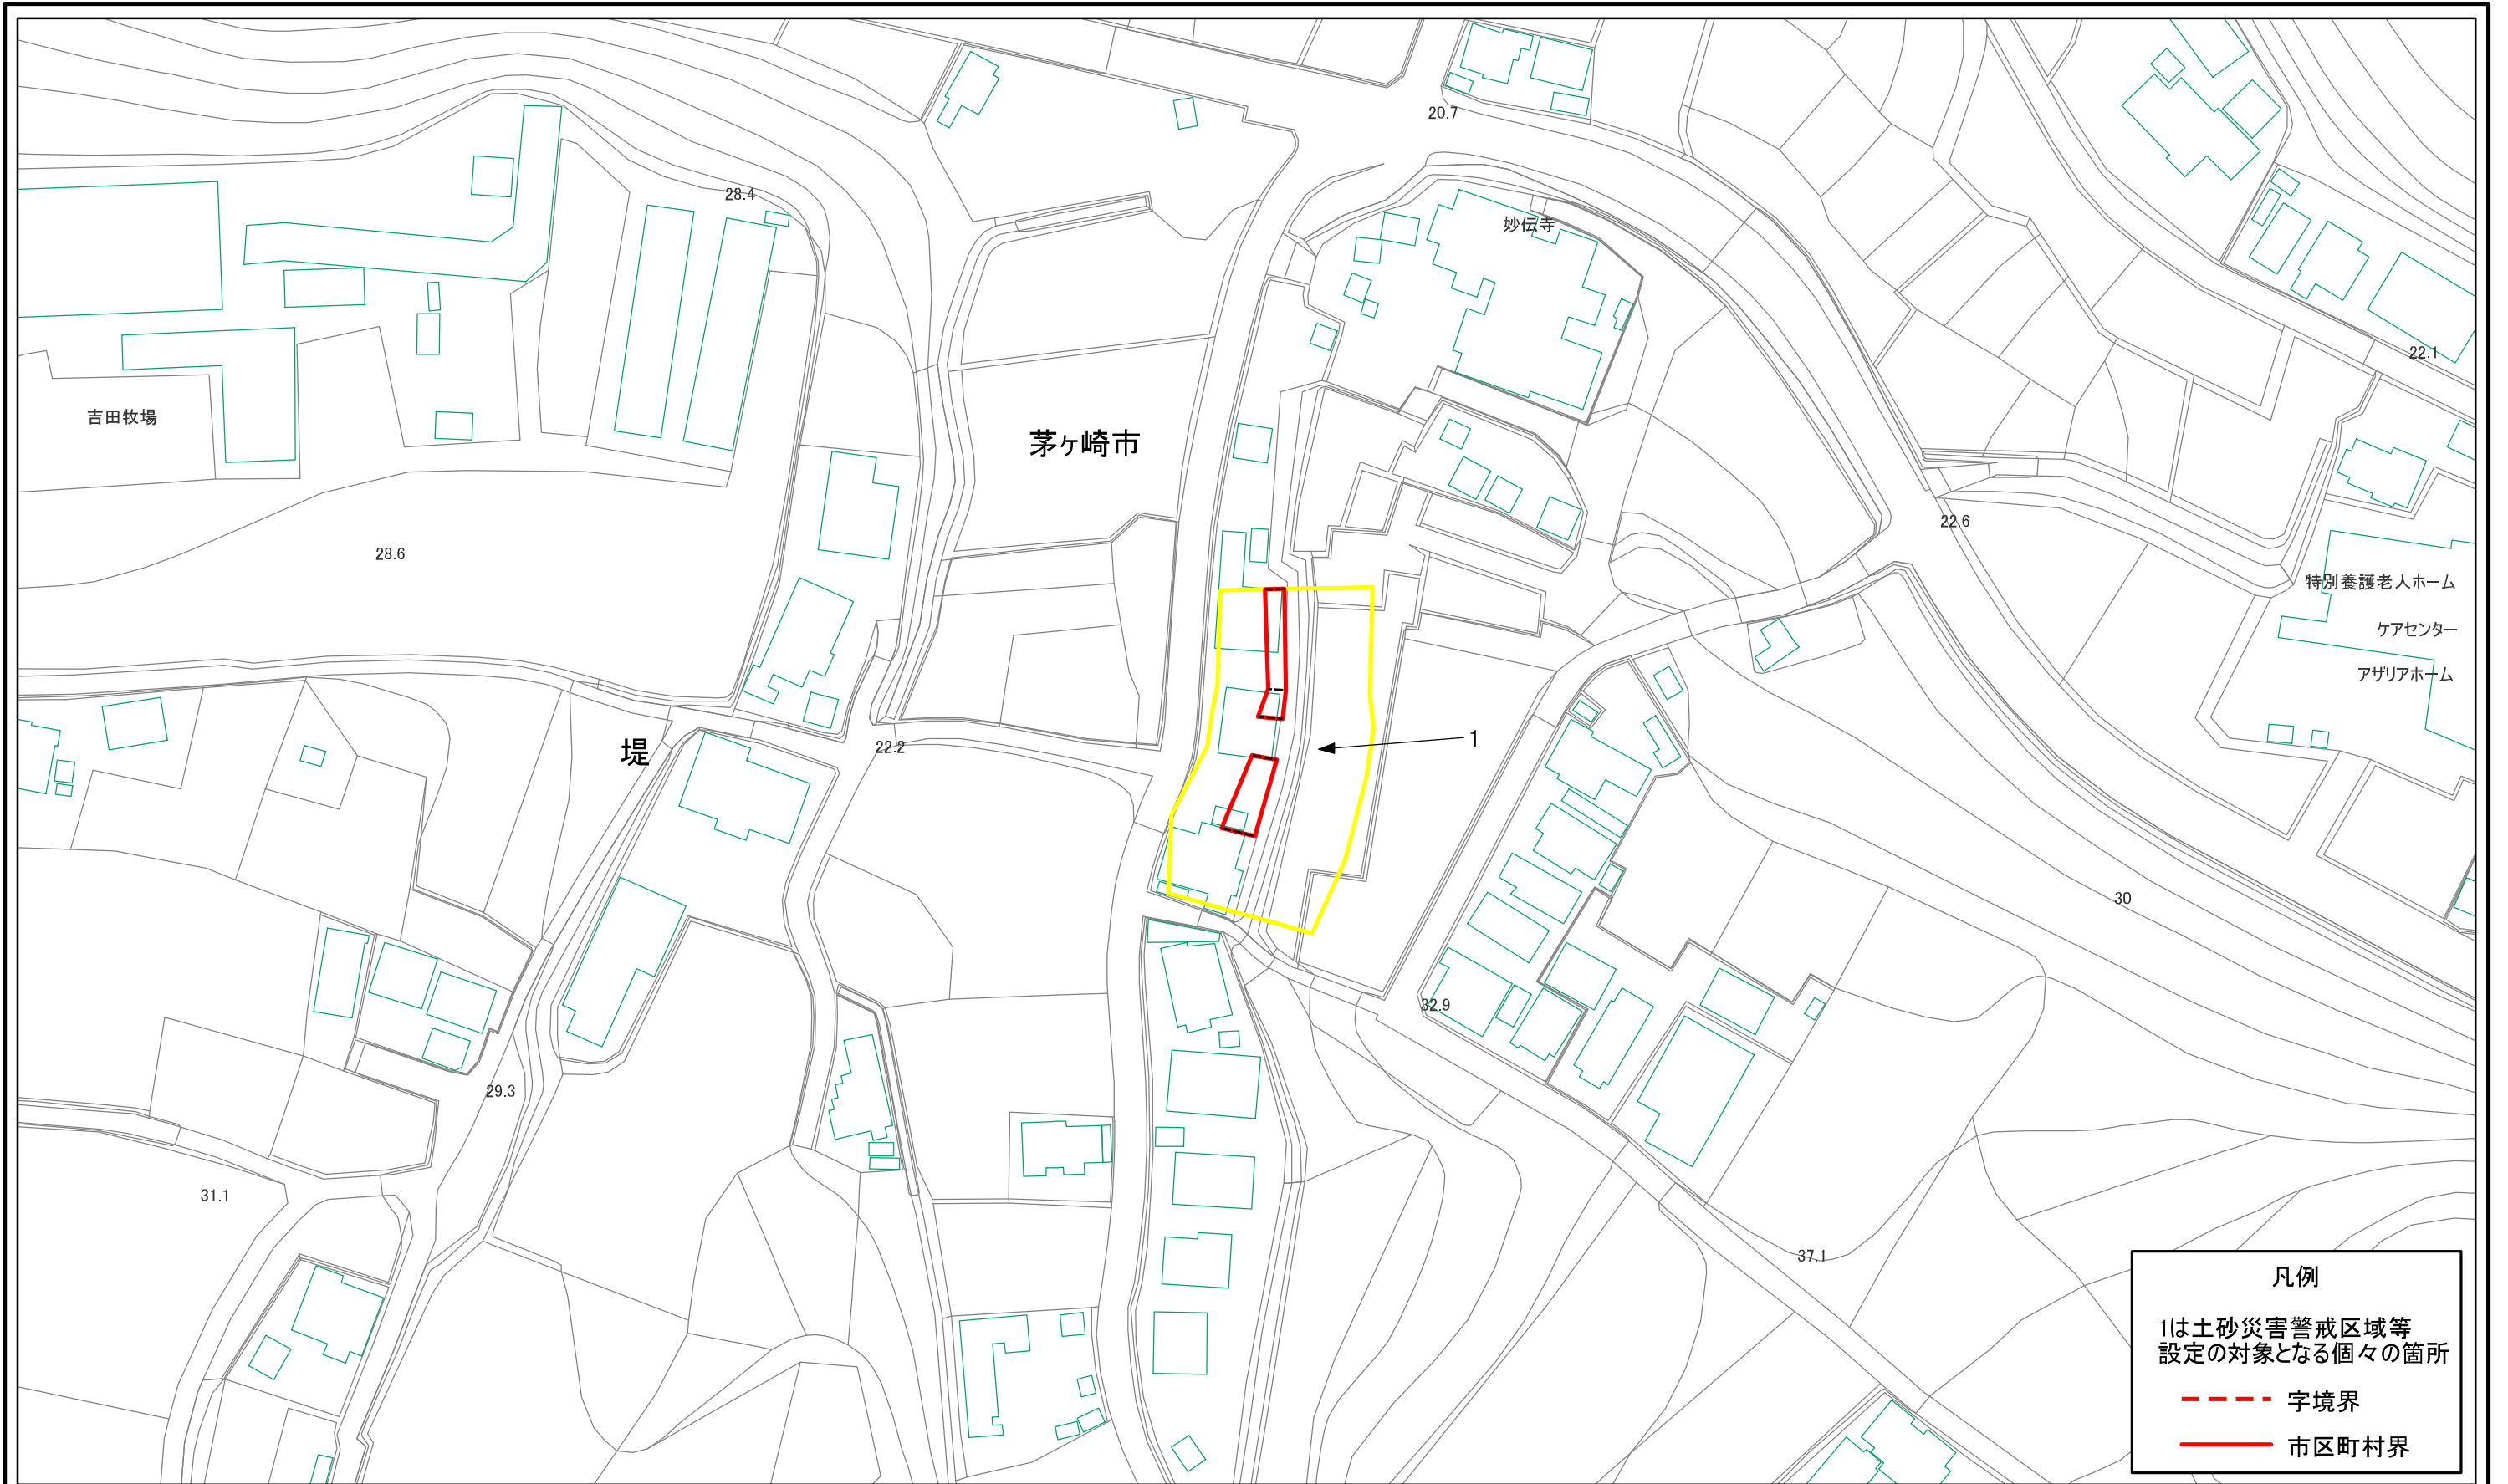 20.7
28.4
妙伝寺
22.1
吉田牧場
茅ヶ崎市
22.6
28.6
特別養護老人ホーム
ケアセンター
アザリアホーム
堤
22.2
1
30
32.9
29.3
31.1
37.1
凡例
1は土砂災害警戒区域等
設定の対象となる個々の箇所
字境界
市区町村界